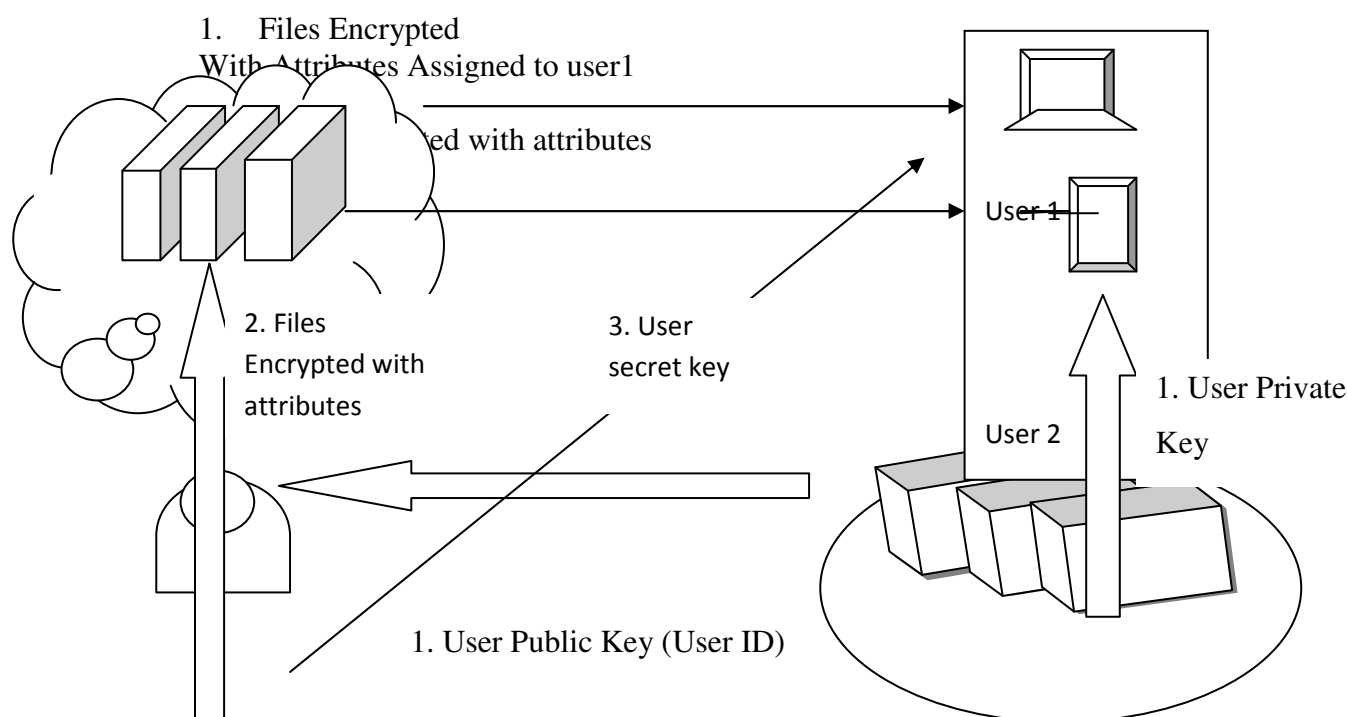 1. Files Encrypted
With Attributes Assigned to user1
with attributes
User 1
2. Files
Encrypted with
attributes
3. User
secret key
1. User Private
Key
User 2
1. User Public Key (User ID)